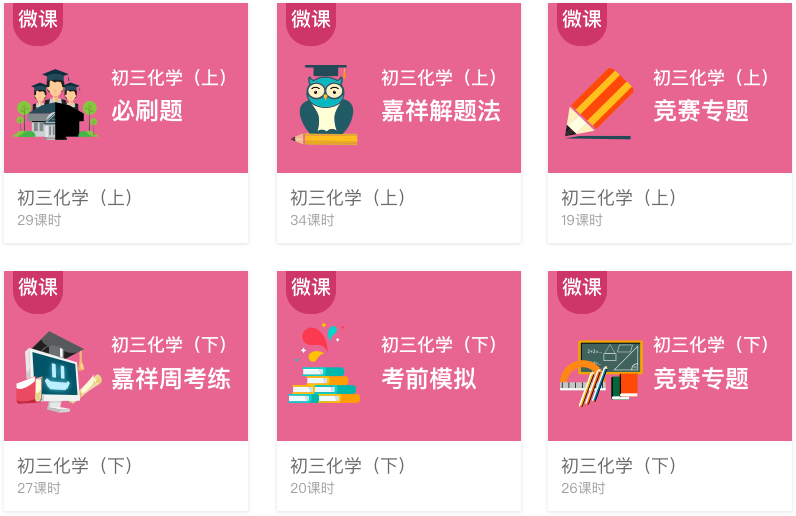 微课
初三化学（上）
必刷题
初三化学（上）
29课时
微课
初三化学（上）
嘉祥解题法
初三化学（上）
34课时
微课
初三化学（上）
竞赛专题
初三化学（上）
19课时
微课
初三化学（下）
嘉祥周考练
初三化学（下）
27课时
微课
初三化学（下）
考前模拟
初三化学（下）
20课时
微课
2+2=...
初三化学（下）
竞赛专题
初三化学（下）
26课时